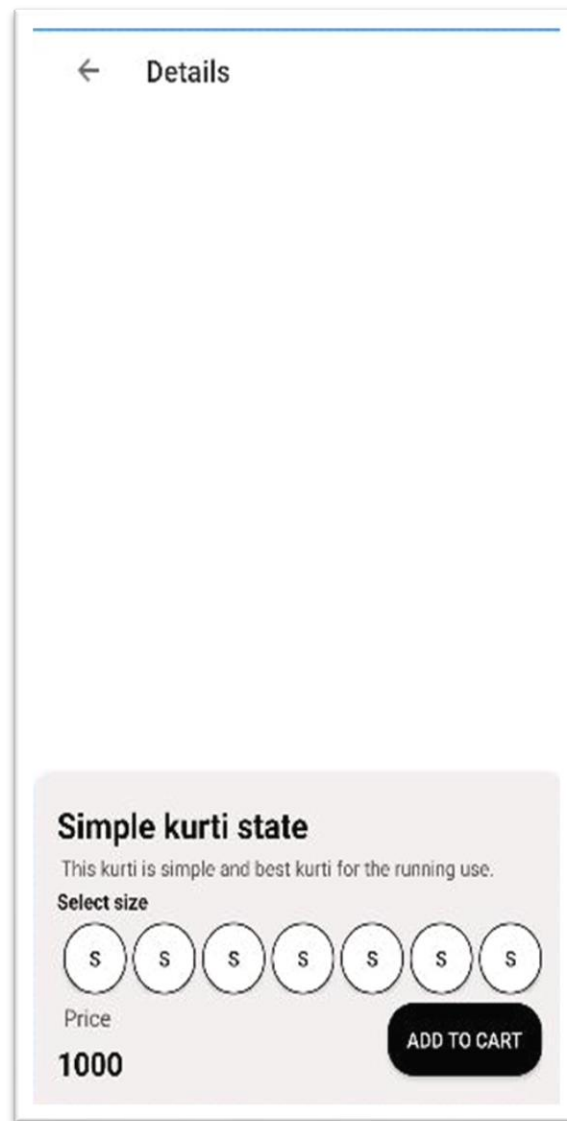 ← Details
Simple kurti state
This kurti is simple and best kurti for the running use.
Select size
S S S S S S S
Price
ADD TO CART
1000